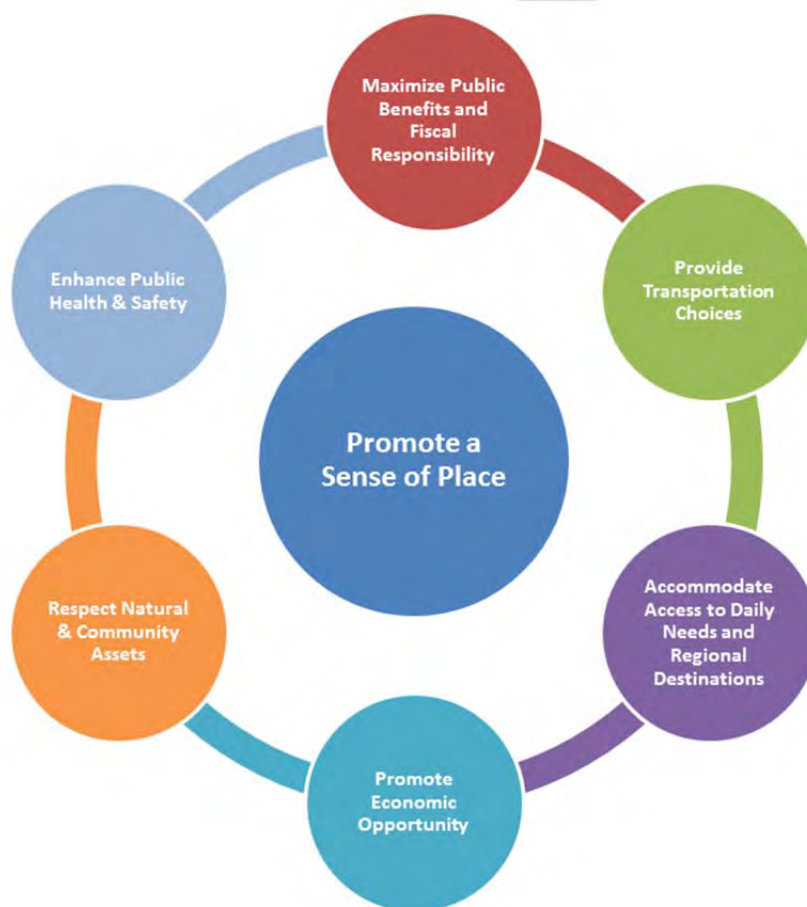 Maximize Public
Benefits and
Fiscal
Responsibility
Provide
Transportation
Choices
Accommodate
Access to Daily
Needs and
Regional
Destinations
Promote
Economic
Opportunity
Respect Natural
& Community
Assets
Enhance Public
Health & Safety
Promote a
Sense of Place